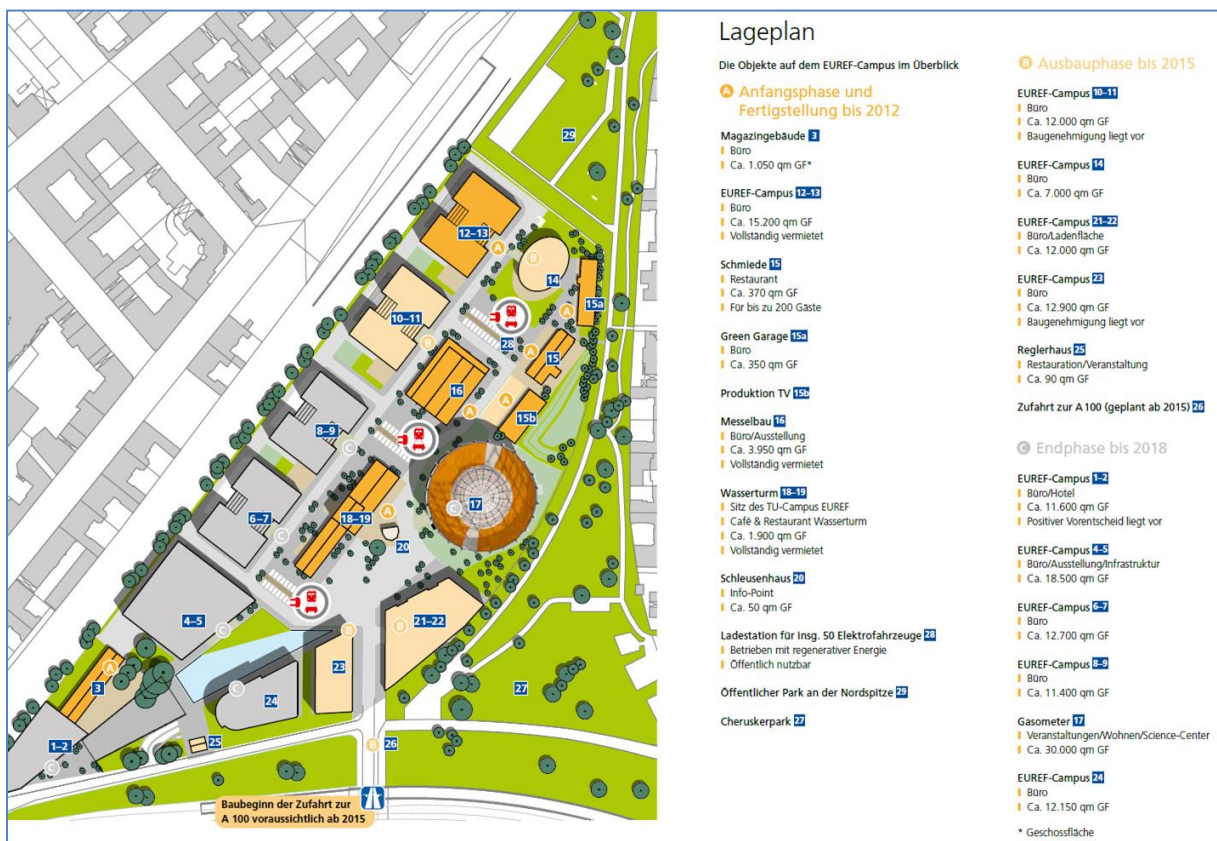 29
12–13
A
B
14
15a
A
10–11
28
B
A
15
16
A
15b
A
8–9
C
17
C
6–7
C
18–19
A
20
4–5
C
21–22
B
B
23
3
A
C
24
27
1–2
C
25
B
26
Baubeginn der Zufahrt zur
A 100 voraussichtlich ab 2015
Lageplan
Die Objekte auf dem EUREF-Campus im Überblick
A Anfangsphase und
Fertigstellung bis 2012
Magazingebäude 3
Büro
Ca. 1.050 qm GF*
EUREF-Campus 12–13
Büro
Ca. 15.200 qm GF
Vollständig vermietet
Schmiede 15
Restaurant
Ca. 370 qm GF
Für bis zu 200 Gäste
Green Garage 15a
Büro
Ca. 350 qm GF
Produktion TV 15b
Messelbau 16
Büro/Ausstellung
Ca. 3.950 qm GF
Vollständig vermietet
Wasserturm 18–19
Sitz des TU-Campus EUREF
Café & Restaurant Wasserturm
Ca. 1.900 qm GF
Vollständig vermietet
Schleusenhaus 20
Info-Point
Ca. 50 qm GF
Ladestation für Insg. 50 Elektrofahrzeuge 28
Betrieben mit regenerativer Energie
Öffentlich nutzbar
Öffentlicher Park an der Nordspitze 29
Cheruskerpark 27
B Ausbauphase bis 2015
EUREF-Campus 10–11
Büro
Ca. 12.000 qm GF
Baugenehmigung liegt vor
EUREF-Campus 14
Büro
Ca. 7.000 qm GF
EUREF-Campus 21–22
Büro/Ladenfläche
Ca. 12.000 qm GF
EUREF-Campus 23
Büro
Ca. 12.900 qm GF
Baugenehmigung liegt vor
Reglerhaus 25
Restauration/Veranstaltung
Ca. 90 qm GF
Zufahrt zur A 100 (geplant ab 2015) 26
C Endphase bis 2018
EUREF-Campus 1–2
Büro/Hotel
Ca. 11.600 qm GF
Positiver Vorentscheid liegt vor
EUREF-Campus 4–5
Büro/Ausstellung/Infrastruktur
Ca. 18.500 qm GF
EUREF-Campus 6–7
Büro
Ca. 12.700 qm GF
EUREF-Campus 8–9
Büro
Ca. 11.400 qm GF
Gasometer 17
Veranstaltungen/Wohnen/Science-Center
Ca. 30.000 qm GF
EUREF-Campus 24
Büro
Ca. 12.150 qm GF
* Geschossfläche